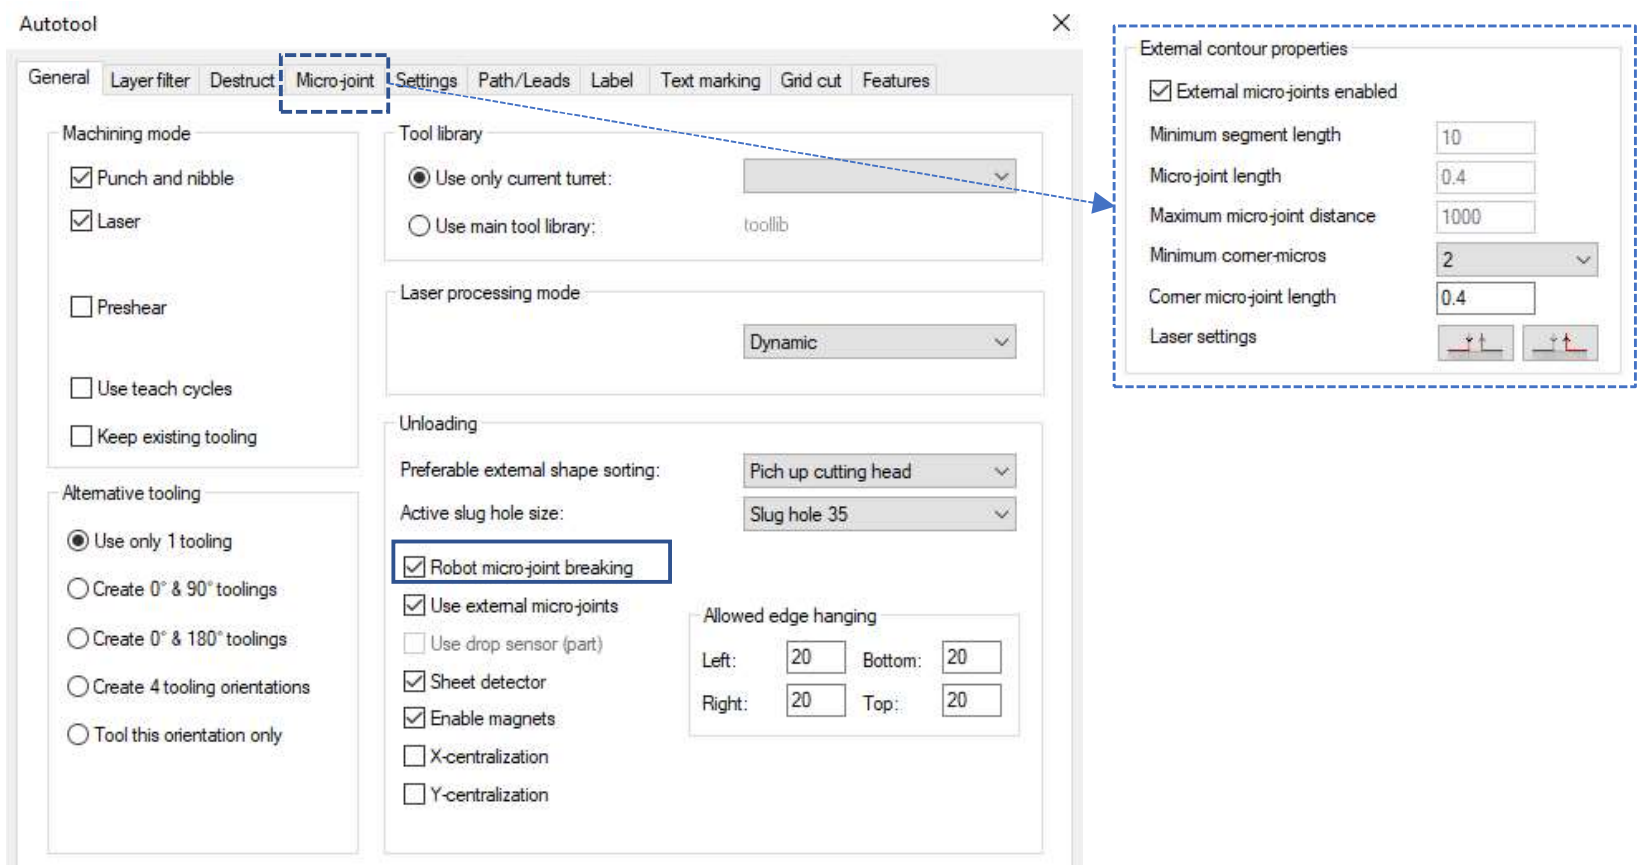 Autotool
General Layer filter Destruct Micro-joint Settings Path/Leads Label Text marking Grid cut Features
Machining mode
Punch and nibble
Laser
Preshear
Use teach cycles
Keep existing tooling
Alternative tooling
Use only 1 tooling
Create 0° & 90° toolings
Create 0° & 180° toolings
Create 4 tooling orientations
Tool this orientation only
Tool library
Use only current turret:
Use main tool library: toollib
Laser processing mode
Dynamic
Unloading
Preferable external shape sorting: Pich up cutting head
Active slug hole size: Slug hole 35
Robot micro-joint breaking
Use external micro-joints
Use drop sensor (part)
Sheet detector
Enable magnets
X-centralization
Y-centralization
Allowed edge hanging
Left: 20 Bottom: 20
Right: 20 Top: 20
External contour properties
External micro-joints enabled
Minimum segment length 10
Micro-joint length 0.4
Maximum micro-joint distance 1000
Minimum corner-micros 2
Corner micro-joint length 0.4
Laser settings